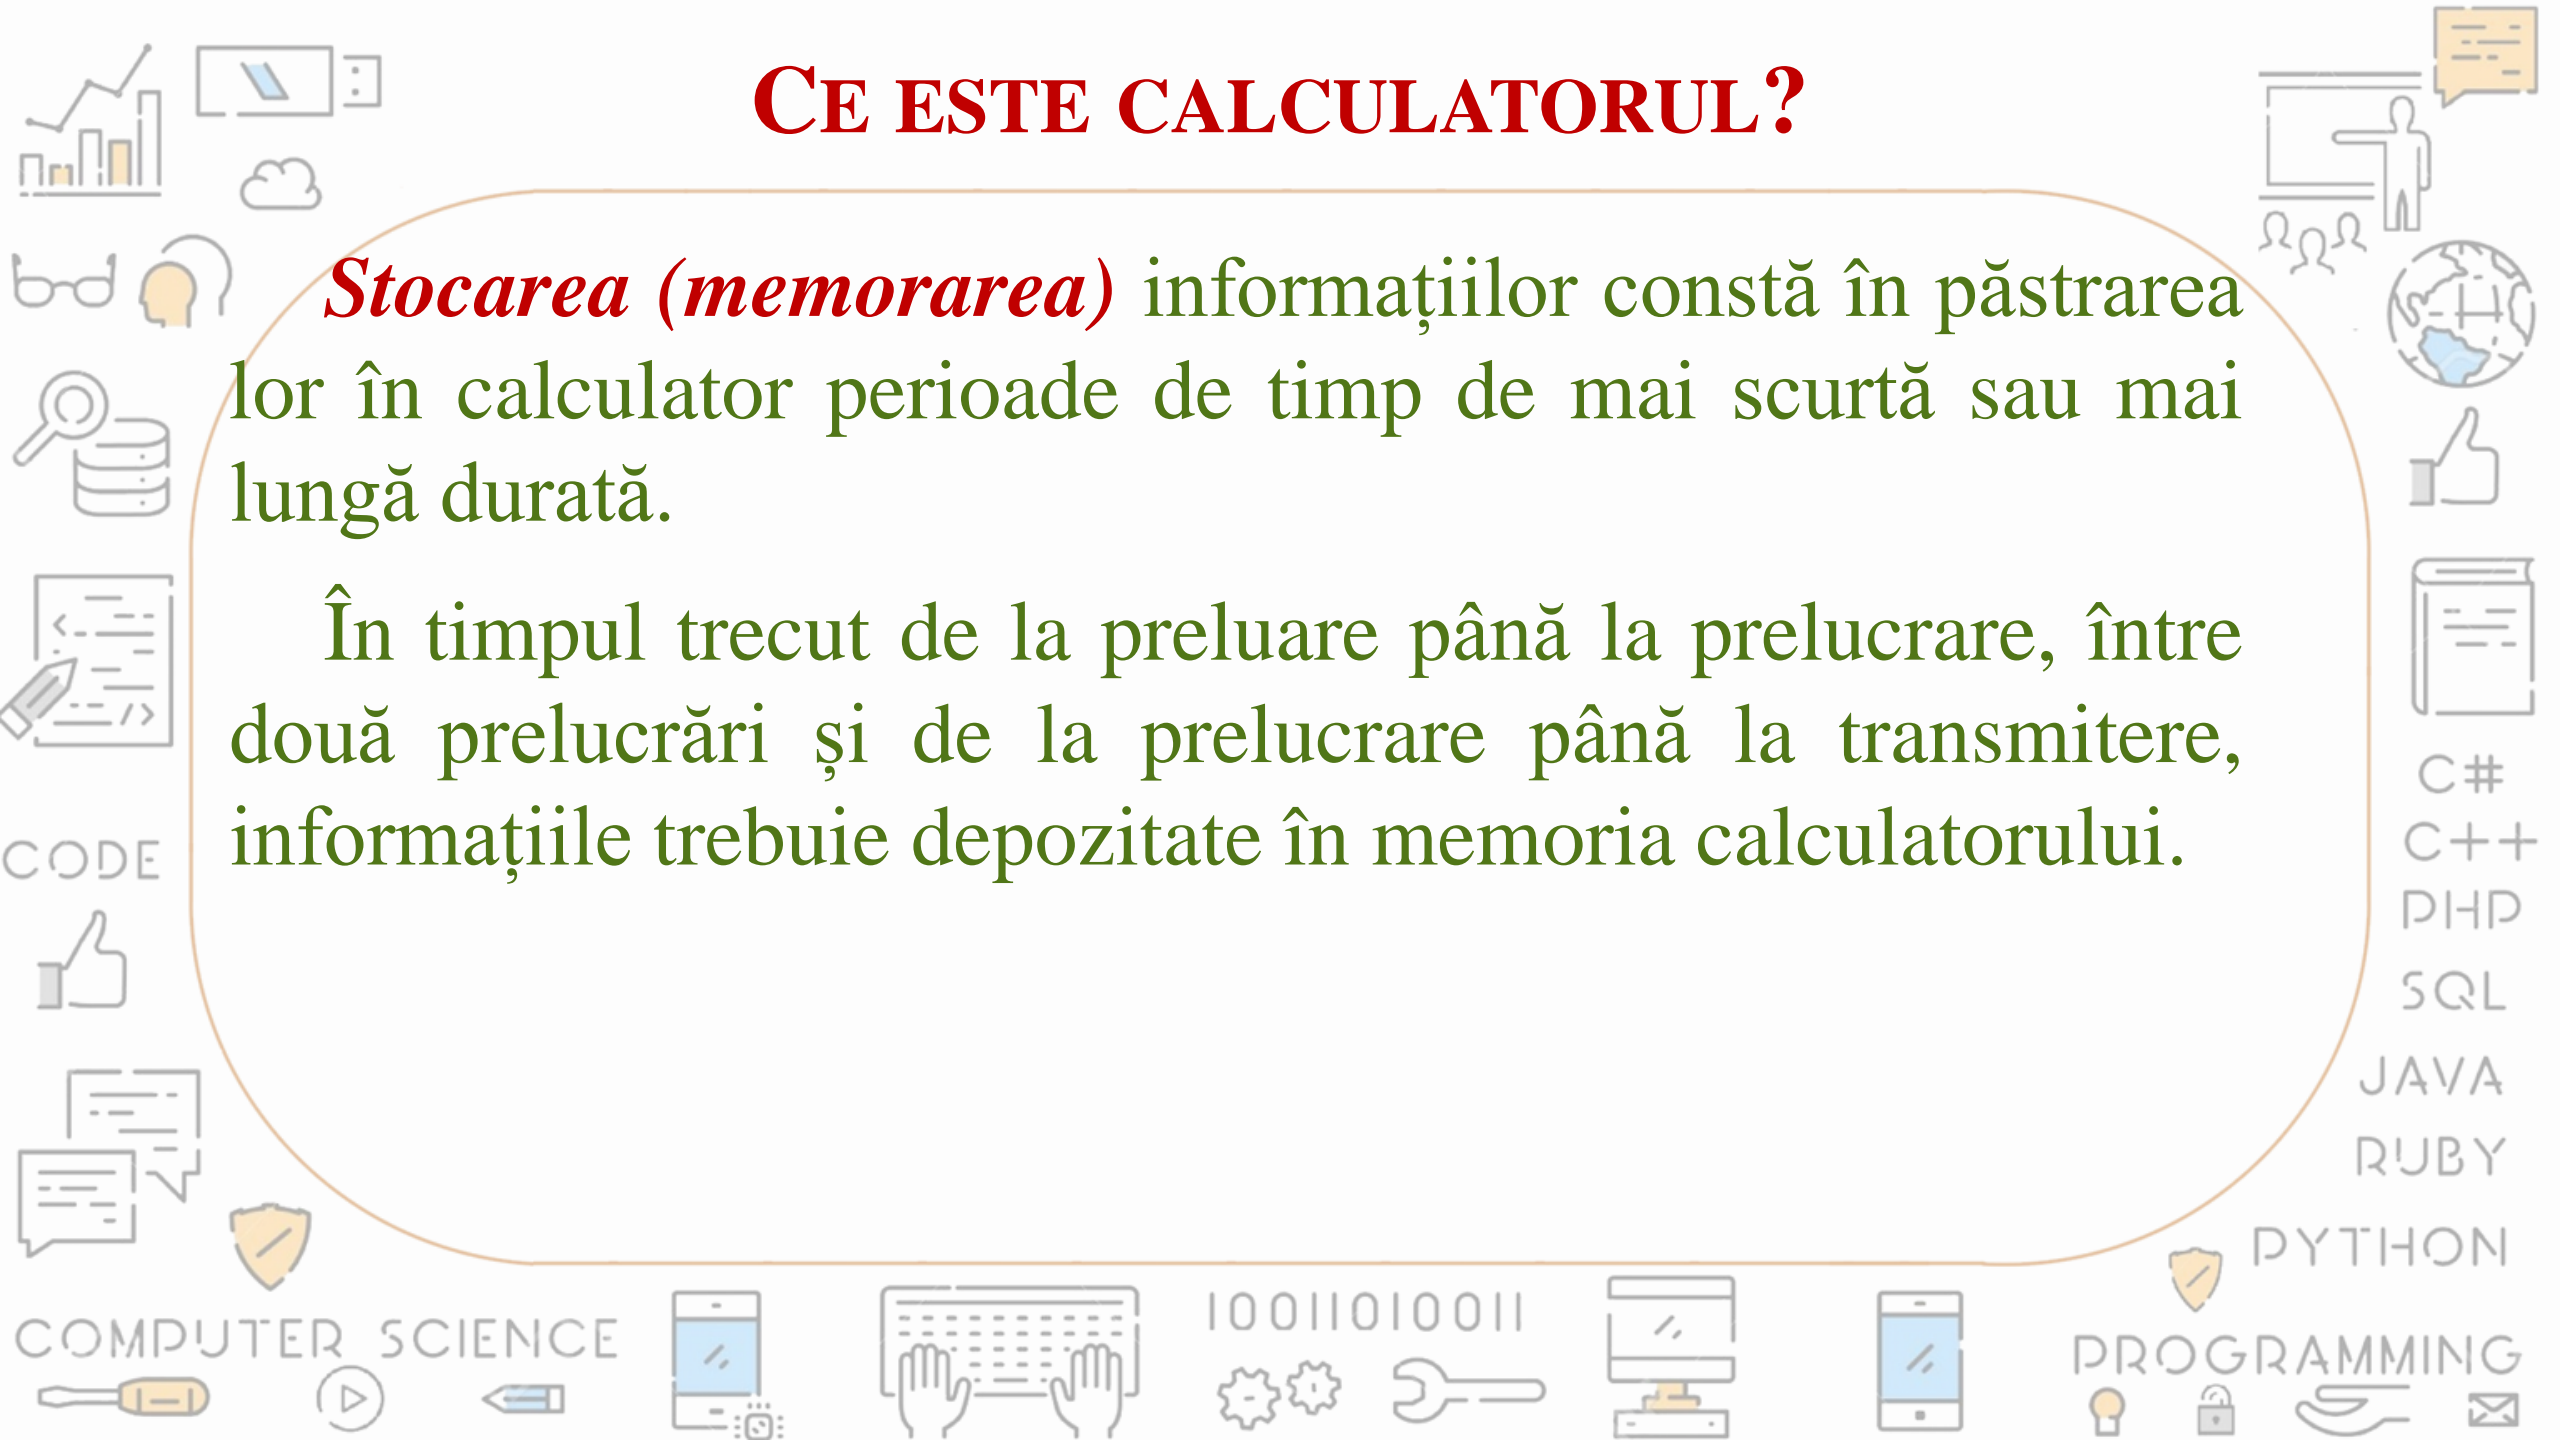 CE ESTE CALCULATORUL?
Stocarea (memorarea) informațiilor constă în păstrarea
lor în calculator perioade de timp de mai scurtă sau mai
lungă durată.
În timpul trecut de la preluare până la prelucrare, între
două prelucrări și de la prelucrare până la transmitere,
informațiile trebuie depozitate în memoria calculatorului.
CODE
C#
C++
PHP
SQL
JAVA
RUBY
PYTHON
PROGRAMMING
COMPUTER SCIENCE
10011010011